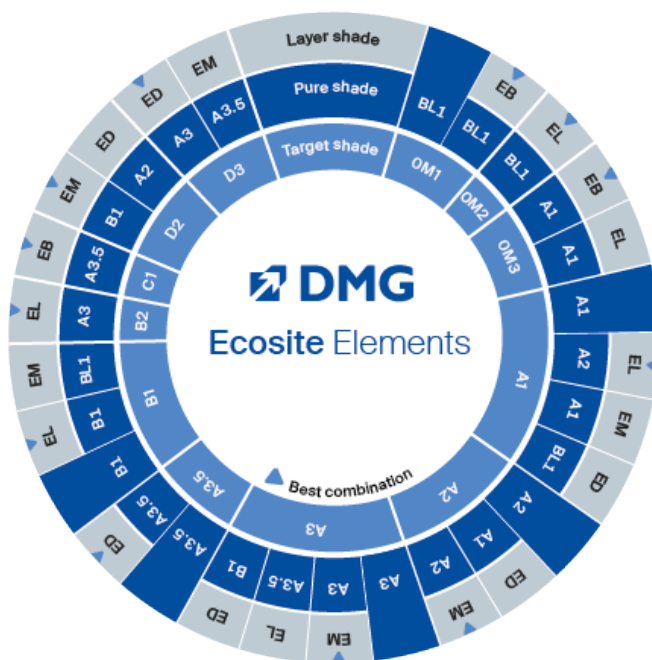 Layer shade
Pure shade
Target shade
BL1
OM1
EB
BL1
OM2
EL
BL1
EB
A1
OM3
EL
A1
A1
A1
EL
A2
EM
A1
ED
BL1
A2
A2
ED
A1
EM
A2
A3
A3
EM
A3
EL
A3.5
ED
B1
A3.5
A3.5
ED
A3.5
B1
B1
EL
B1
EM
BL1
EL
A3
B2
EB
A3.5
C1
EM
B1
D2
ED
A2
ED
A3
D3
EM
A3.5
DMG
Ecosite Elements
Best combination